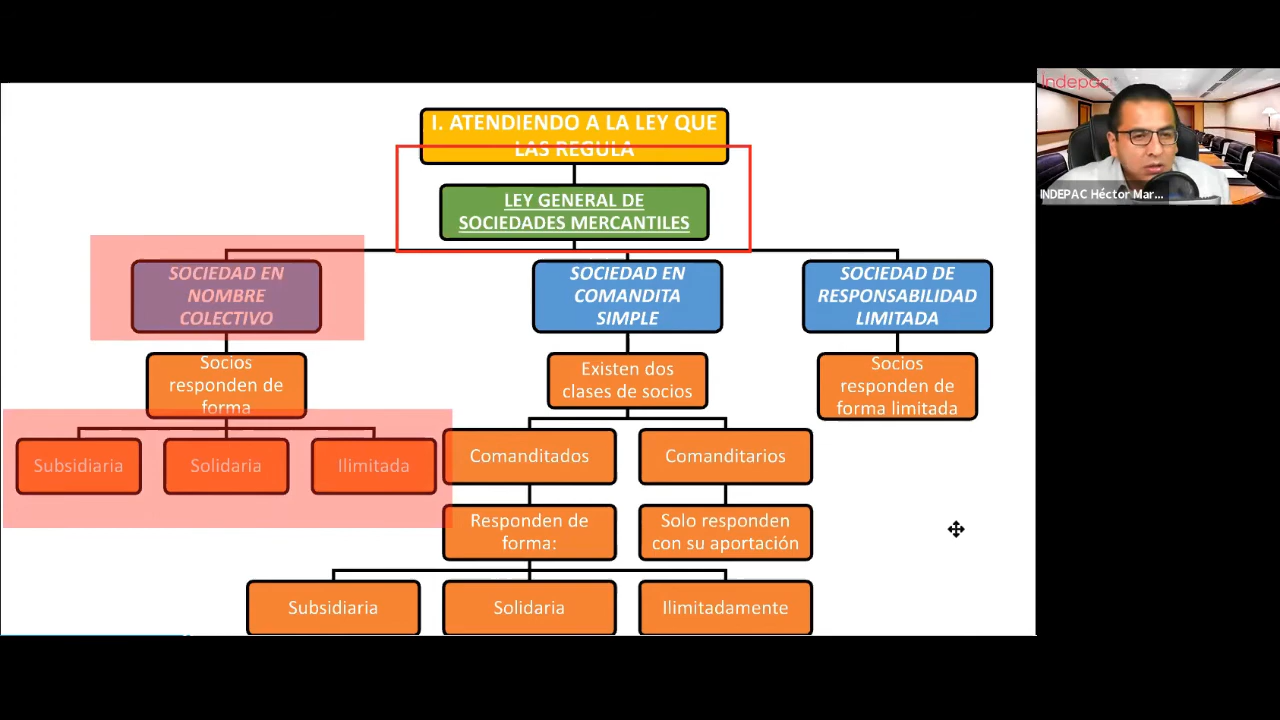 I. ATENDIENDO A LA LEY QUE
LAS REGULA
LEY GENERAL DE
SOCIEDADES MERCANTILES
SOCIEDAD EN
NOMBRE
COLECTIVO
SOCIEDAD EN
COMANDITA
SIMPLE
SOCIEDAD DE
RESPONSABILIDAD
LIMITADA
Socios
responden de
forma
Existen dos
clases de socios
Socios
responden de
forma limitada
Subsidiaria
Solidaria
Ilimitada
Comanditados
Comanditarios
Responden de
forma:
Solo responden
con su aportación
Subsidiaria
Solidaria
Ilimitadamente
Indepac
INDEPAC Héctor Mar...